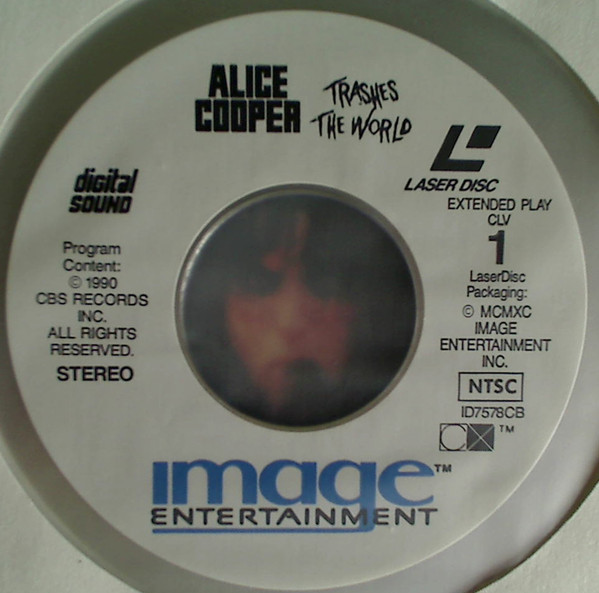 ALICE
COOPER
TRASHES
THE WORLD
digital
SOUND
Program
Content:
© 1990
CBS RECORDS
INC.
ALL RIGHTS
RESERVED.
STEREO
LASER DISC
EXTENDED PLAY
CLV
1
LaserDisc
Packaging:
© MCMXC
IMAGE
ENTERTAINMENT
INC.
NTSC
ID7578CB
CX™
image™
ENTERTAINMENT